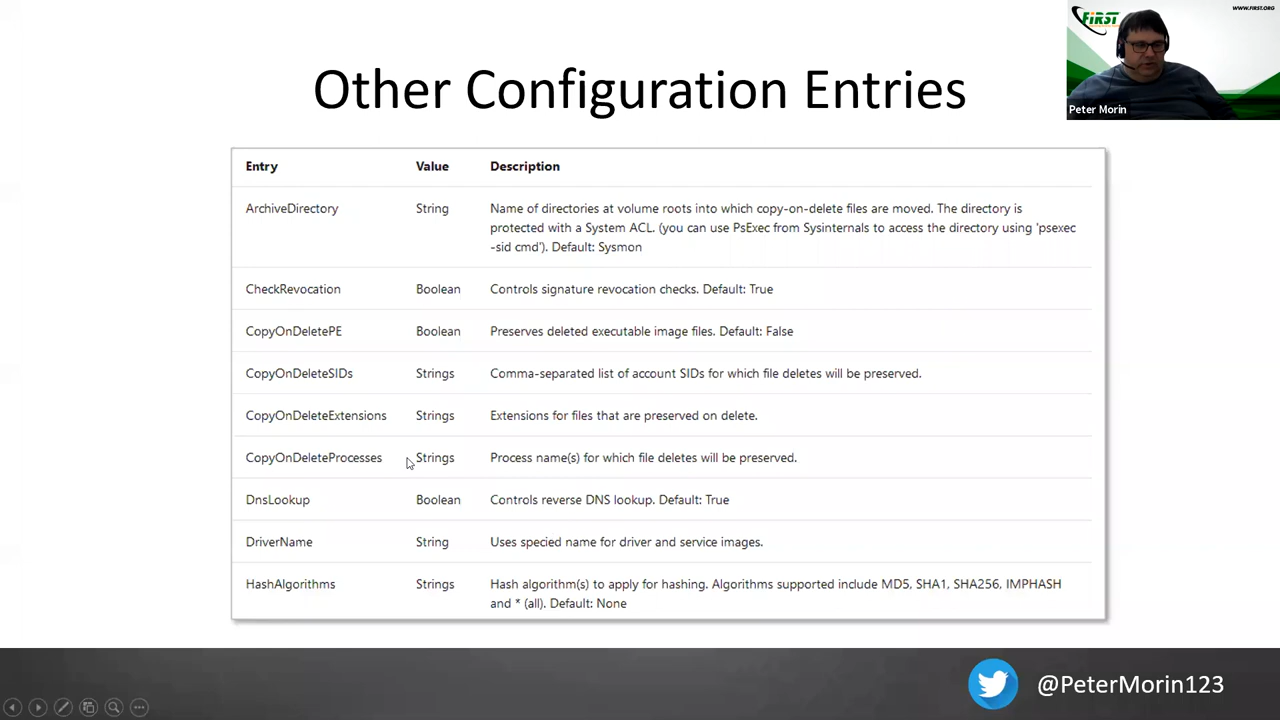 FIRST
WWW.FIRST.ORG
Peter Morin
Other Configuration Entries
Entry Value Description
ArchiveDirectory String Name of directories at volume roots into which copy-on-delete files are moved. The directory is
protected with a System ACL. (you can use PsExec from Sysinternals to access the directory using 'psexec
-sid cmd'). Default: Sysmon
CheckRevocation Boolean Controls signature revocation checks. Default: True
CopyOnDeletePE Boolean Preserves deleted executable image files. Default: False
CopyOnDeleteSIDs Strings Comma-separated list of account SIDs for which file deletes will be preserved.
CopyOnDeleteExtensions Strings Extensions for files that are preserved on delete.
CopyOnDeleteProcesses Strings Process name(s) for which file deletes will be preserved.
DnsLookup Boolean Controls reverse DNS lookup. Default: True
DriverName String Uses specied name for driver and service images.
HashAlgorithms Strings Hash algorithm(s) to apply for hashing. Algorithms supported include MD5, SHA1, SHA256, IMPHASH
and * (all). Default: None
@PeterMorin123